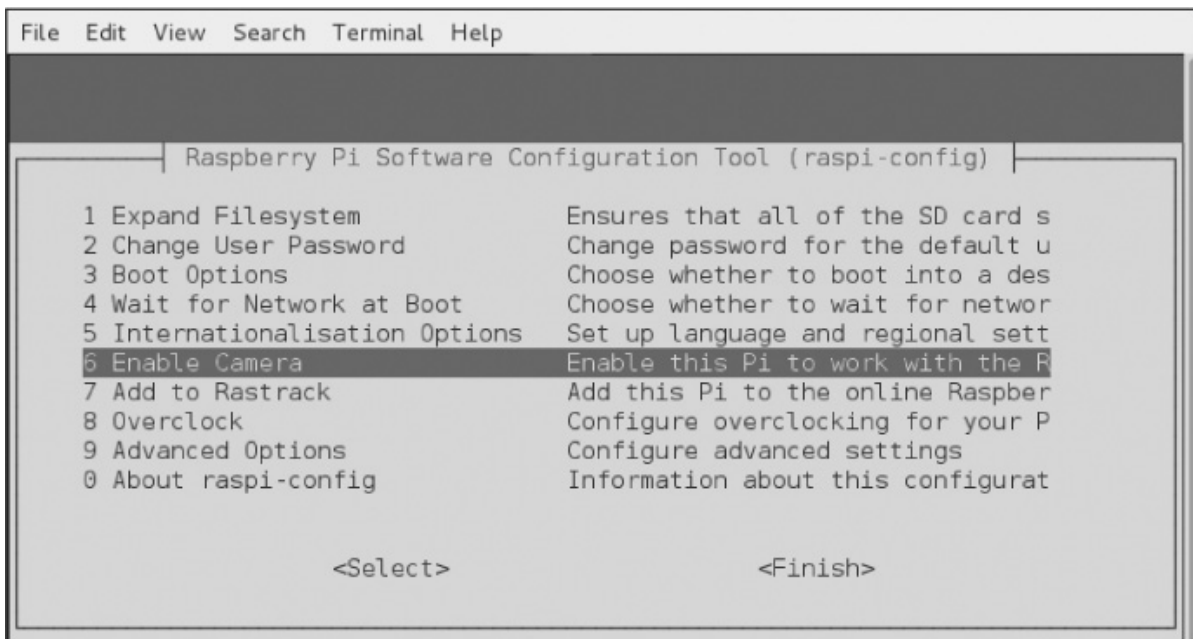 File Edit View Search Terminal Help
Raspberry Pi Software Configuration Tool (raspi-config)
1 Expand Filesystem Ensures that all of the SD card s
2 Change User Password Change password for the default u
3 Boot Options Choose whether to boot into a des
4 Wait for Network at Boot Choose whether to wait for networ
5 Internationalisation Options Set up language and regional sett
6 Enable Camera Enable this Pi to work with the R
7 Add to Rastrack Add this Pi to the online Raspber
8 Overclock Configure overclocking for your P
9 Advanced Options Configure advanced settings
0 About raspi-config Information about this configurat
<Select> <Finish>